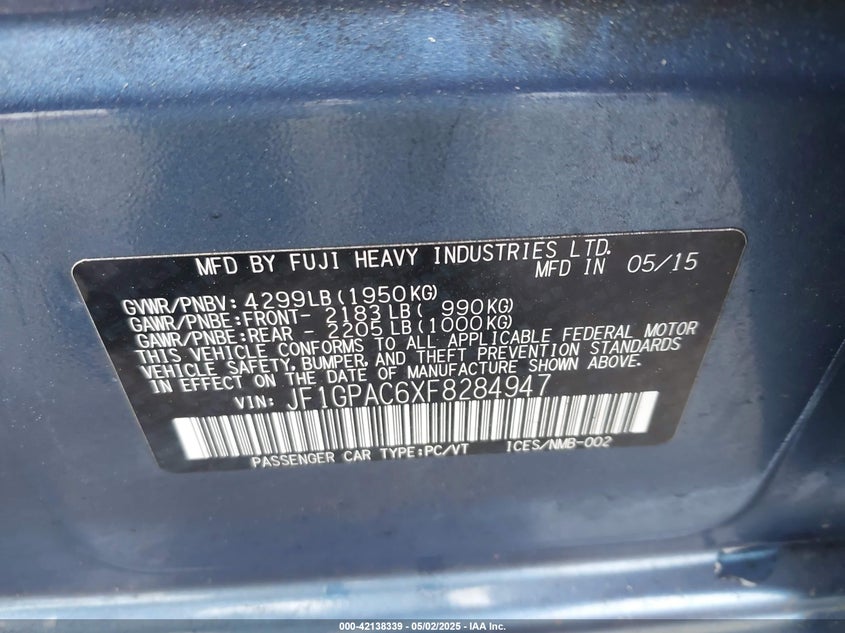 MFD BY FUJI HEAVY INDUSTRIES LTD.
MFD IN 05/15
GVWR/PNBV: 4299LB(1950KG)
GAWR/PNBE:FRONT- 2183LB( 990KG)
GAWR/PNBE:REAR - 2205LB(1000KG)
THIS VEHICLE CONFORMS TO ALL APPLICABLE FEDERAL MOTOR
VEHICLE SAFETY, BUMPER, AND THEFT PREVENTION STANDARDS
IN EFFECT ON THE DATE OF MANUFACTURE SHOWN ABOVE.
VIN: JF1GPAC6XF8284947
PASSENGER CAR TYPE:PC/VT ICES/NMB-002
000-42138339 - 05/02/2025 - IAA Inc.